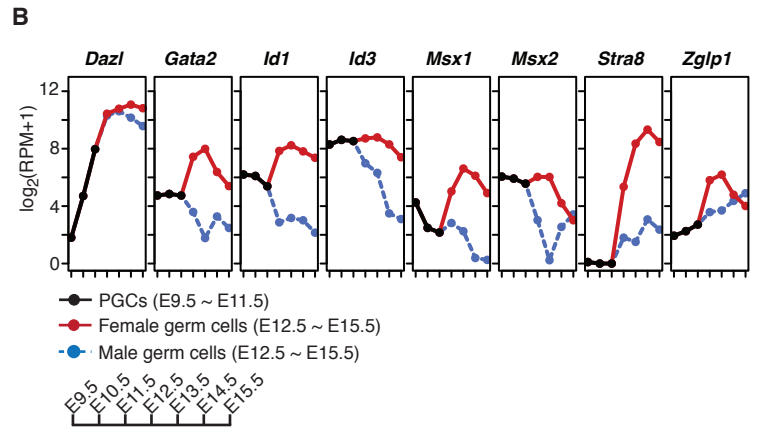 B
Dazl Gata2 Id1 Id3 Msx1 Msx2 Stra8 Zglp1
12
8
4
0
log2(RPM+1)
PGCs (E9.5 ~ E11.5)
Female germ cells (E12.5 ~ E15.5)
Male germ cells (E12.5 ~ E15.5)
E9.5 E10.5 E11.5 E12.5 E13.5 E14.5 E15.5